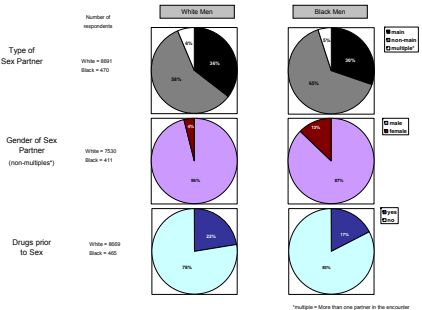 Number of
respondents
White Men
Black Men
Type of
Sex Partner
White = 8691
Black = 470
6%
36%
58%
5%
30%
65%
main
non-main
multiple*
Gender of Sex
Partner
(non-multiples*)
White = 7530
Black = 411
4%
96%
13%
87%
male
female
Drugs prior
to Sex
White = 8669
Black = 465
22%
78%
17%
83%
yes
no
*multiple = More than one partner in the encounter